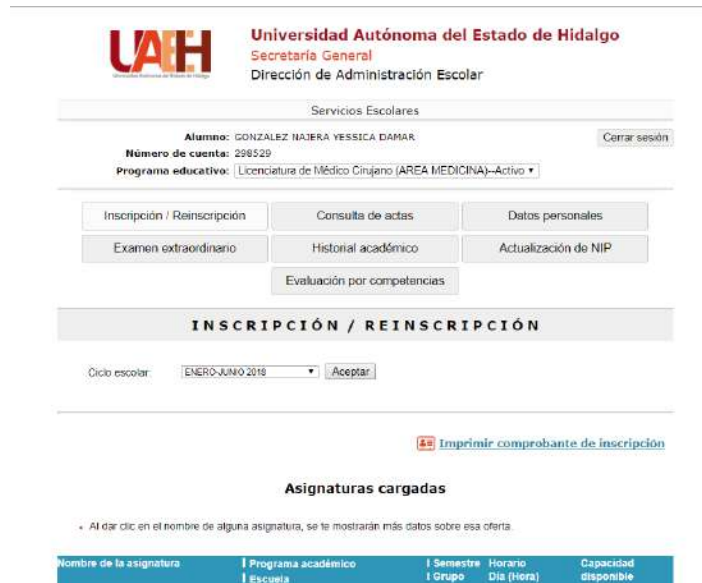 UAEH
Universidad Autónoma del Estado de Hidalgo
Secretaría General
Dirección de Administración Escolar
Servicios Escolares
Alumno: GONZALEZ NAJERA YESSICA DAMAR
Cerrar sesión
Número de cuenta: 298529
Programa educativo: Licenciatura de Médico Cirujano (AREA MEDICINA)--Activo
Inscripción / Reinscripción
Consulta de actas
Datos personales
Examen extraordinario
Historial académico
Actualización de NIP
Evaluación por competencias
INSCRIPCIÓN / REINSCRIPCIÓN
Ciclo escolar: ENERO-JUNIO 2018 Aceptar
Imprimir comprobante de inscripción
Asignaturas cargadas
• Al dar clic en el nombre de alguna asignatura, se te mostrarán más datos sobre esa oferta.
Nombre de la asignatura
| Programa académico
| Escuela
| Semestre
| Grupo
Horario
Día (Hora)
Capacidad
disponible